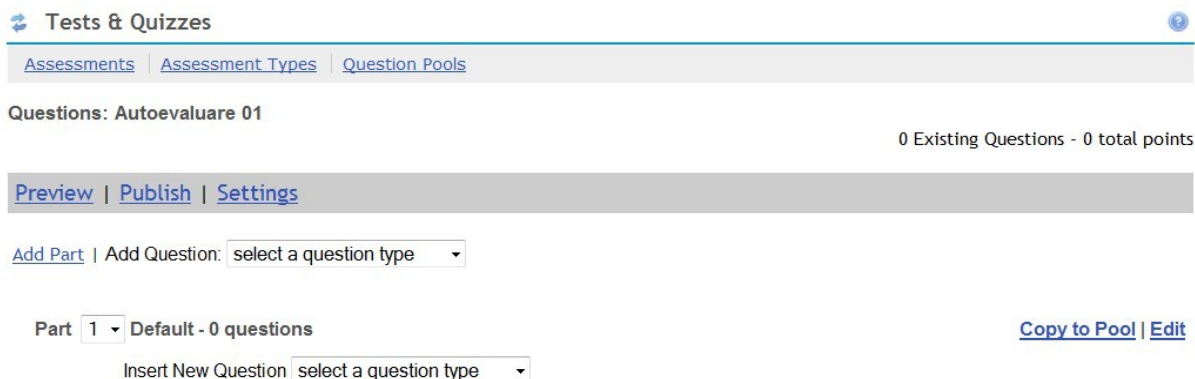 Tests & Quizzes
?
Assessments | Assessment Types | Question Pools
Questions: Autoevaluare 01
0 Existing Questions - 0 total points
Preview | Publish | Settings
Add Part | Add Question: select a question type
Part 1 Default - 0 questions Copy to Pool | Edit
Insert New Question select a question type